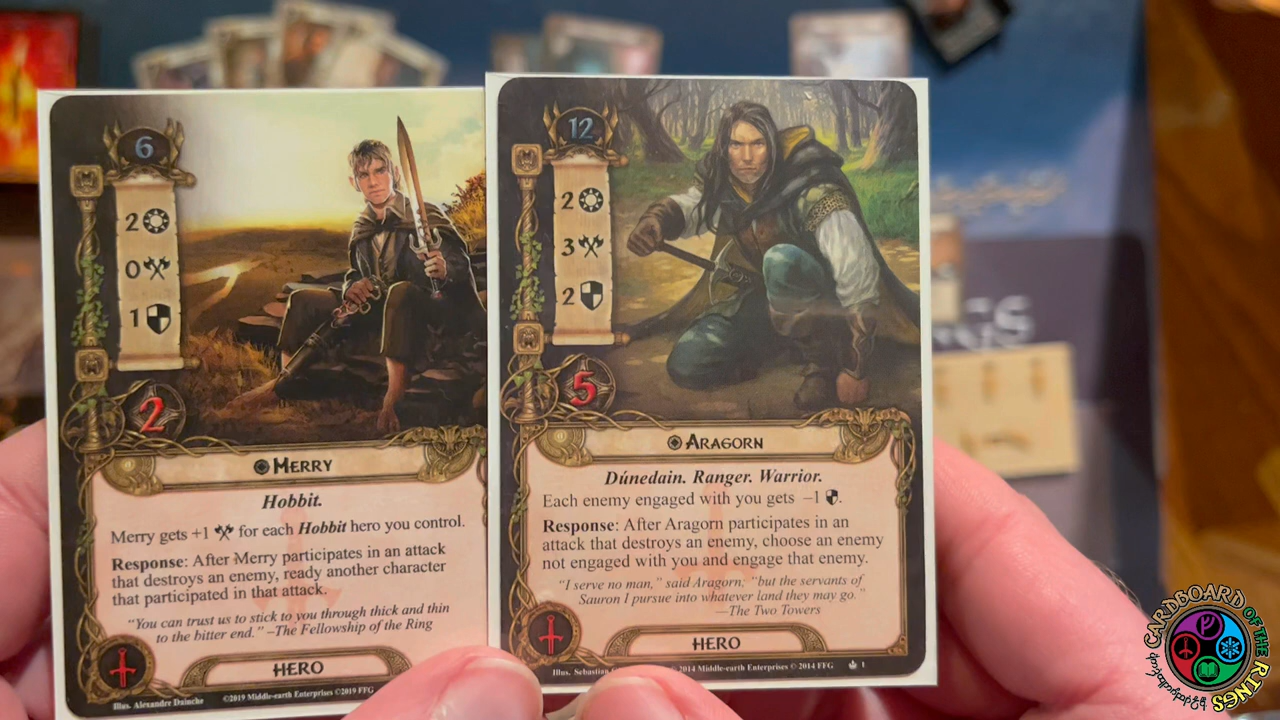 6
2
0
1
2
MERRY
Hobbit.
Merry gets +1 for each Hobbit hero you control.
Response: After Merry participates in an attack
that destroys an enemy, ready another character
that participated in that attack.
"You can trust us to stick to you through thick and thin
to the bitter end." –The Fellowship of the Ring
HERO
Illus. Alexandre Dainche
©2019 Middle-earth Enterprises ©2019 FFG
12
2
3
2
5
ARAGORN
Dúnedain. Ranger. Warrior.
Each enemy engaged with you gets –1 .
Response: After Aragorn participates in an
attack that destroys an enemy, choose an enemy
not engaged with you and engage that enemy.
"I serve no man," said Aragorn; "but the servants of
Sauron I pursue into whatever land they may go."
—The Two Towers
HERO
Illus. Sebastian
2014 Middle-earth Enterprises © 2014 FFG
1
GS
CARDBOARD OF THE RINGS